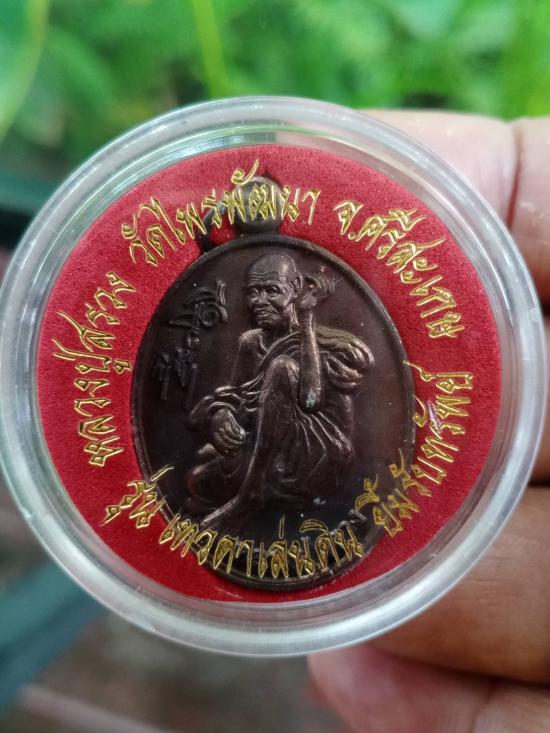 หลวงปู่สรวง วัดไพรพัฒนา จ.ศรีสะเกษ
รุ่น เทวดาเล่นดิน ยิ้มรับทรัพย์